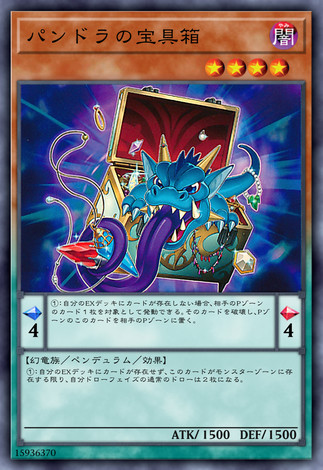 パンドラの宝具箱
やみ
闇
①:自分のEXデッキにカードが存在しない場合、相手のPゾーン
のカード1枚を対象として発動できる。そのカードを破壊し、Pゾ
ーンのこのカードを相手のPゾーンに置く。
4
4
【幻竜族／ペンデュラム／効果】
①:自分のEXデッキにカードが存在せず、このカードがモンスターゾーンに存
在する限り、自分ドローフェイズの通常のドローは2枚になる。
ATK/ 1500 DEF/ 1500
15936370